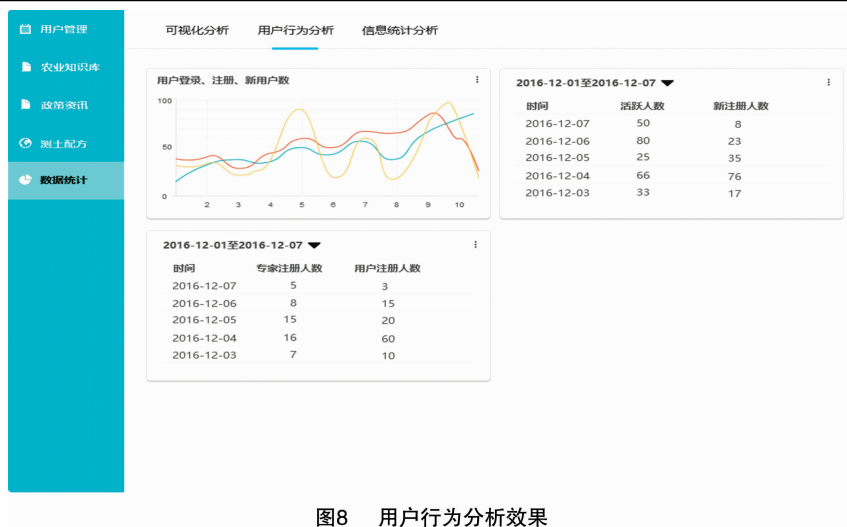 用户管理
农业知识库
政策资讯
测土配方
数据统计
可视化分析 用户行为分析 信息统计分析
用户登录、注册、新用户数
100
50
0
2 3 4 5 6 7 8 9 10
2016-12-01至2016-12-07
时间 活跃人数 新注册人数
2016-12-07 50 8
2016-12-06 80 23
2016-12-05 25 35
2016-12-04 66 76
2016-12-03 33 17
2016-12-01至2016-12-07
时间 专家注册人数 用户注册人数
2016-12-07 5 3
2016-12-06 8 15
2016-12-05 15 20
2016-12-04 16 60
2016-12-03 7 10
图8 用户行为分析效果